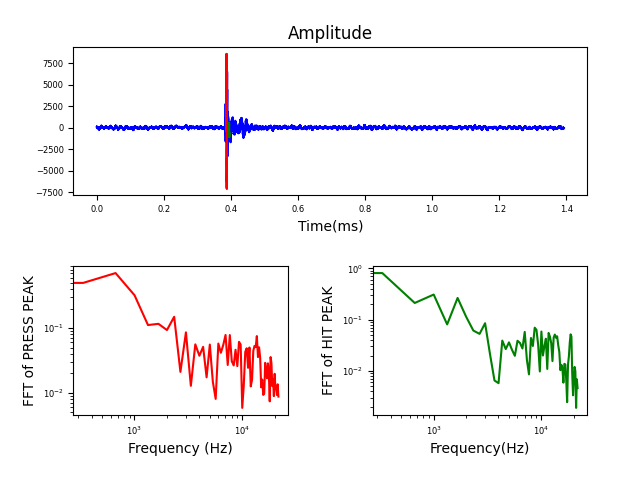 Amplitude
7500
5000
2500
0
−2500
−5000
−7500
0.0 0.2 0.4 0.6 0.8 1.0 1.2 1.4
Time(ms)
FFT of PRESS PEAK
10⁻¹
10⁻²
10³ 10⁴
Frequency (Hz)
FFT of HIT PEAK
10⁰
10⁻¹
10⁻²
10³ 10⁴
Frequency(Hz)